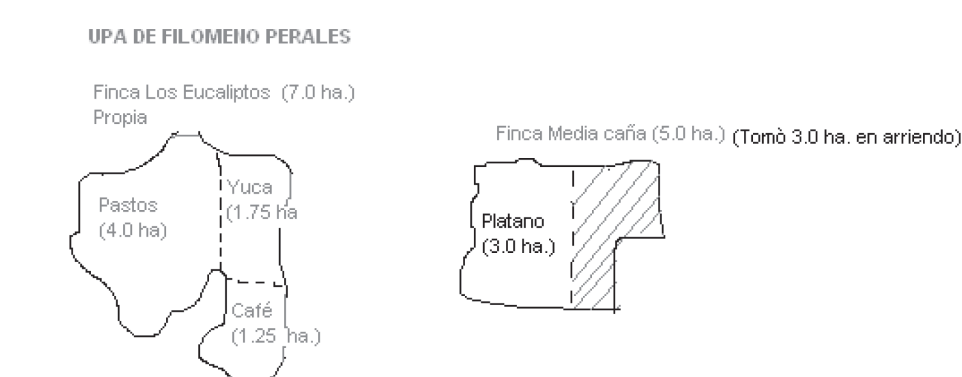 UPA DE FILOMENO PERALES
Finca Los Eucaliptos (7.0 ha.)
Propia
Finca Media caña (5.0 ha.) (Tomò 3.0 ha. en arriendo)
Pastos
(4.0 ha)
Yuca
(1.75 ha
Platano
(3.0 ha.)
Café
(1.25 ha.)